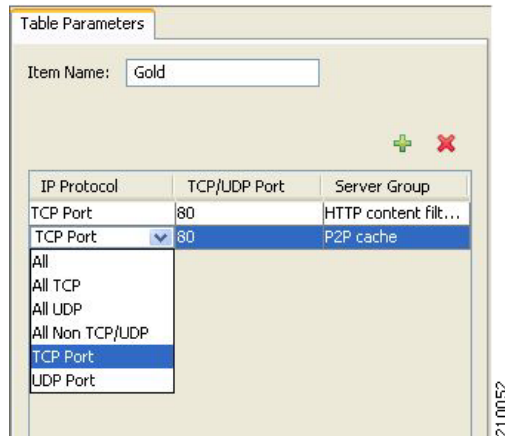 Table Parameters
Item Name: Gold
IP Protocol TCP/UDP Port Server Group
TCP Port 80 HTTP content filt...
TCP Port 80 P2P cache
All
All TCP
All UDP
All Non TCP/UDP
TCP Port
UDP Port
210052